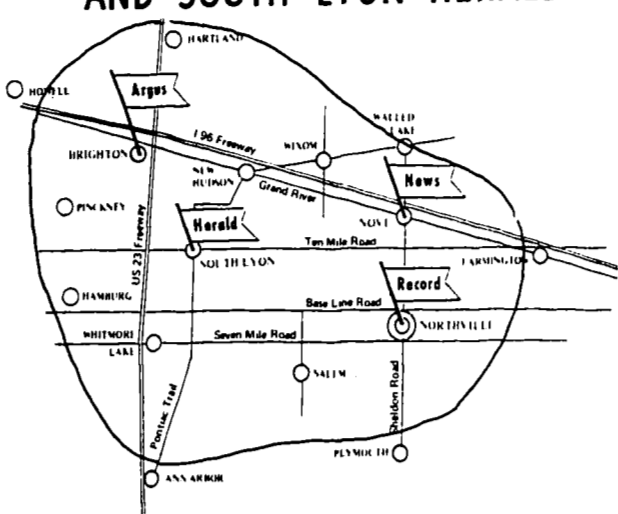 AND SOUTH LYON
HARTLAND
HOWELL
Argus
I 96 Freeway
WALLED
LAKE
WIXOM
BRIGHTON
NEW
HUDSON
Grand River
News
PINCKNEY
Herald
NOVI
US 23 Freeway
Ten Mile Road
SOUTH LYON
FARMINGTON
Record
HAMBURG
Base Line Road
NORTHVILLE
WHITMORE
LAKE
Seven Mile Road
SALEM
Sheldon Road
Pontiac Trail
PLYMOUTH
ANN ARBOR